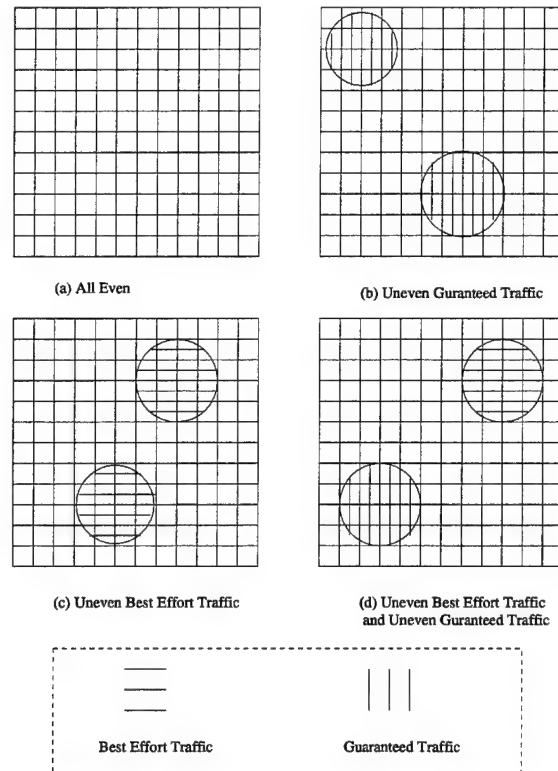 (a) All Even
(b) Uneven Guranteed Traffic
(c) Uneven Best Effort Traffic
(d) Uneven Best Effort Traffic
and Uneven Guranteed Traffic
Best Effort Traffic
Guaranteed Traffic